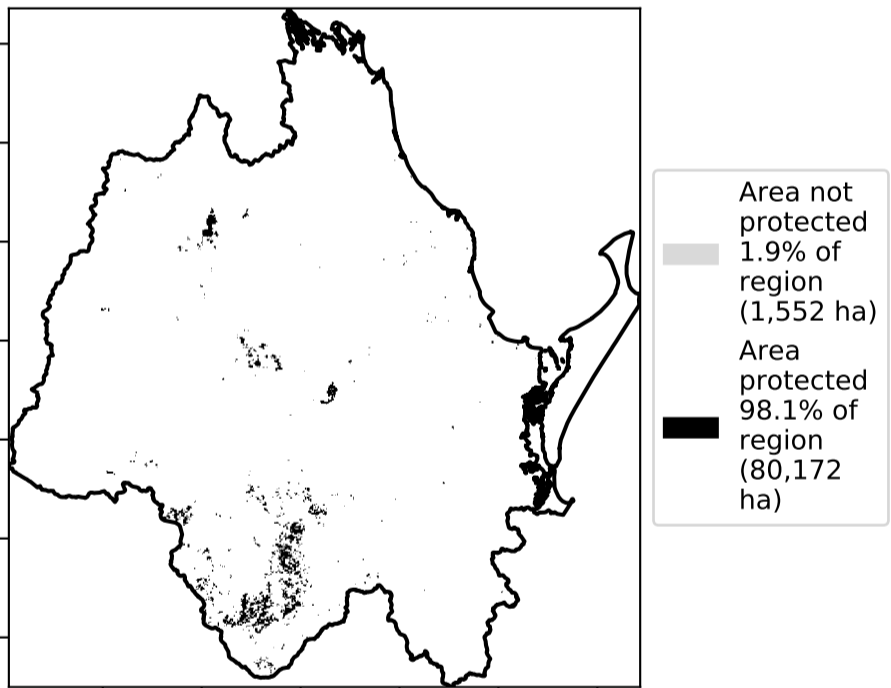 Area not
protected
1.9% of
region
(1,552 ha)
Area
protected
98.1% of
region
(80,172
ha)